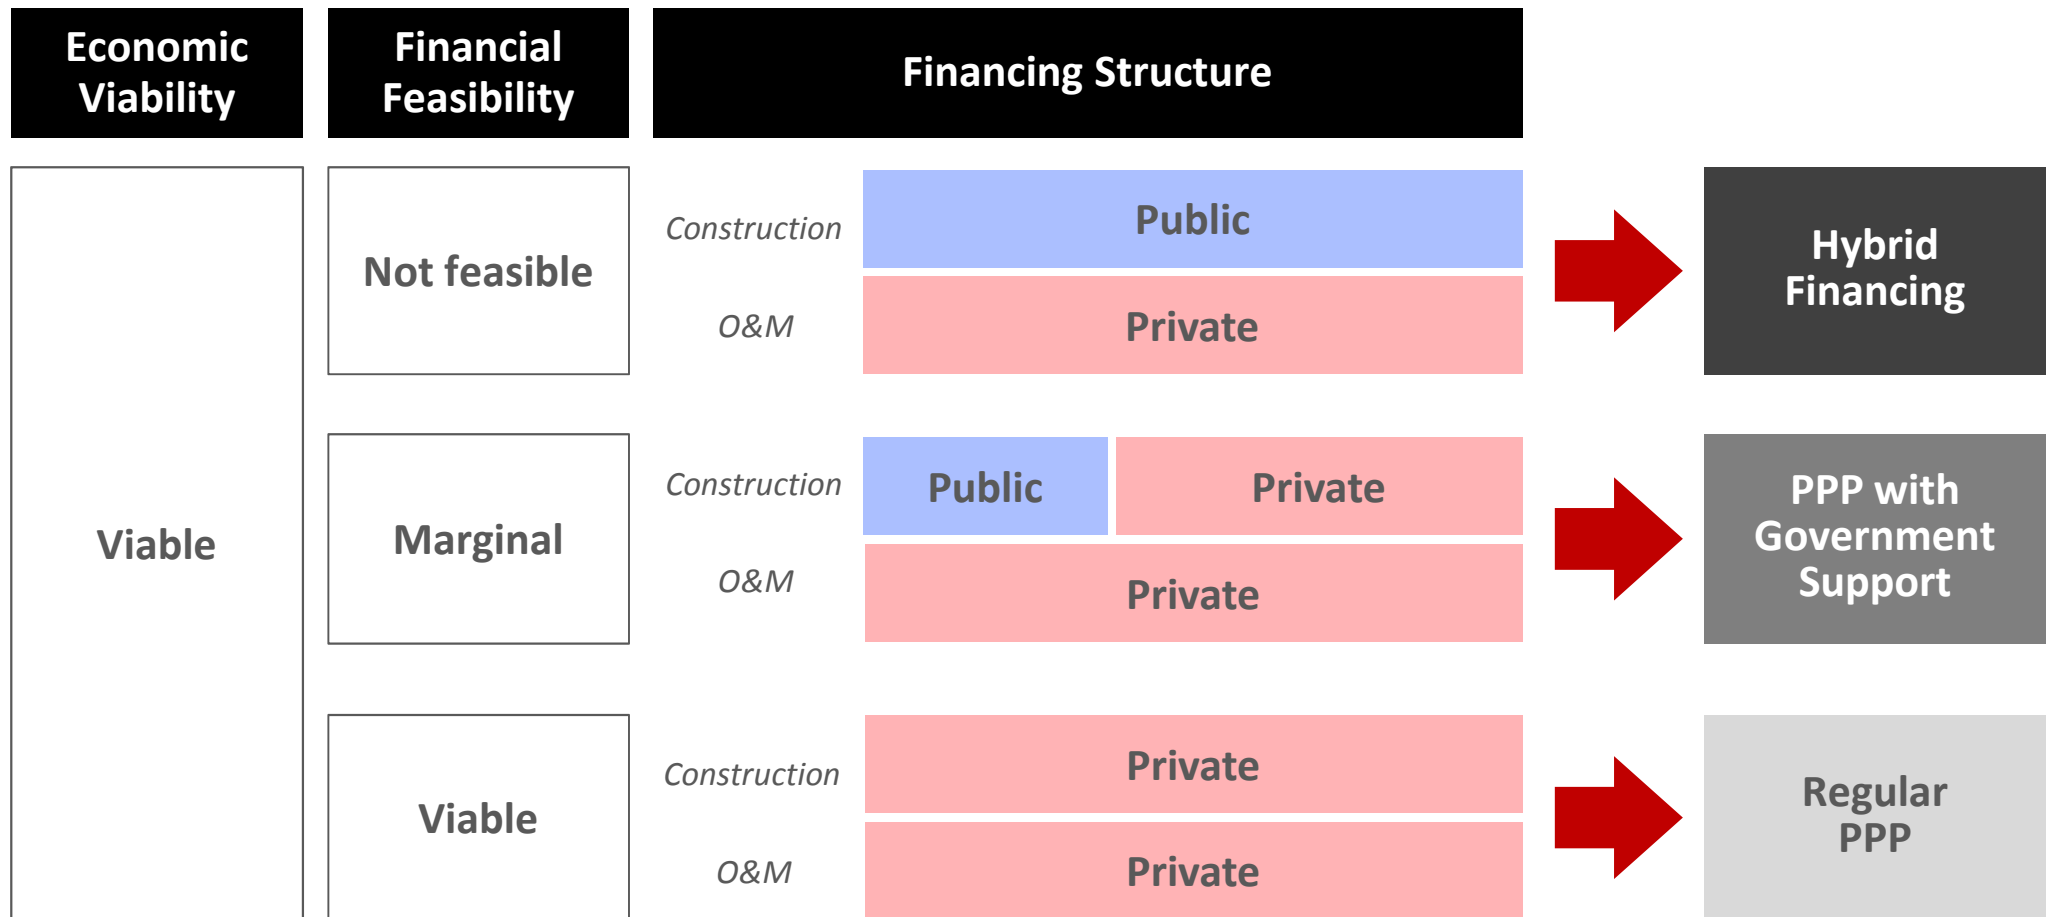 Economic
Viability
Financial
Feasibility
Financing Structure
Viable
Not feasible
Construction
Public
O&M
Private
Hybrid
Financing
Marginal
Construction
Public
Private
O&M
Private
PPP with
Government
Support
Viable
Construction
Private
O&M
Private
Regular
PPP